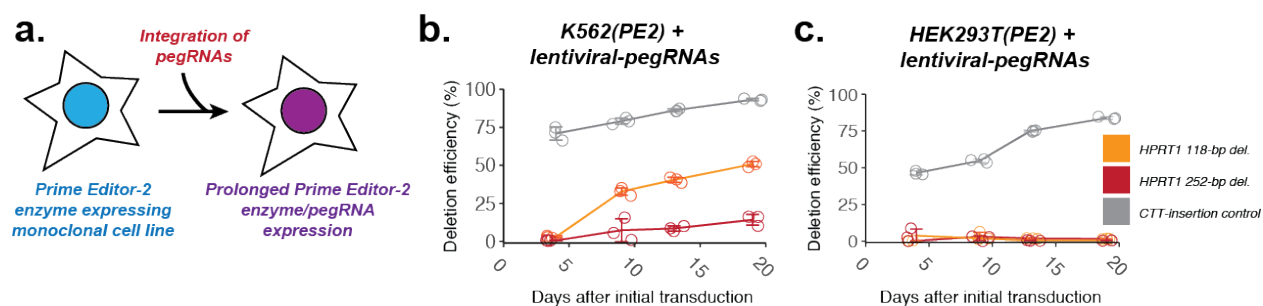 a.
Integration of
pegRNAs
Prime Editor-2
enzyme expressing
monoclonal cell line
Prolonged Prime Editor-2
enzyme/pegRNA
expression
b.
K562(PE2) +
lentiviral-pegRNAs
Deletion efficiency (%)
100
75
50
25
0
0
5
10
15
20
Days after initial transduction
c.
HEK293T(PE2) +
lentiviral-pegRNAs
Deletion efficiency (%)
100
75
50
25
0
0
5
10
15
20
Days after initial transduction
HPRT1 118-bp del.
HPRT1 252-bp del.
CTT-insertion control